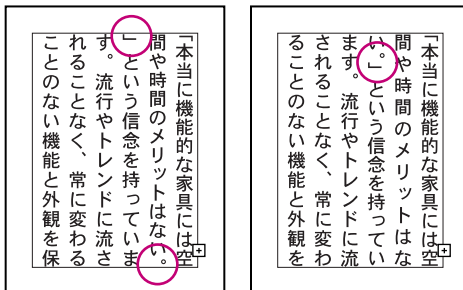 「本当に機能的な家具には空
間や時間のメリットはない。
」という信念を持っていま
す。流行やトレンドに流さ
れることなく、常に変わる
ことのない機能と外観を保
「本当に機能的な家具には空
間や時間のメリットはな
い。」という信念を持ってい
ます。流行やトレンドに流
されることなく、常に変わ
ることのない機能と外観を